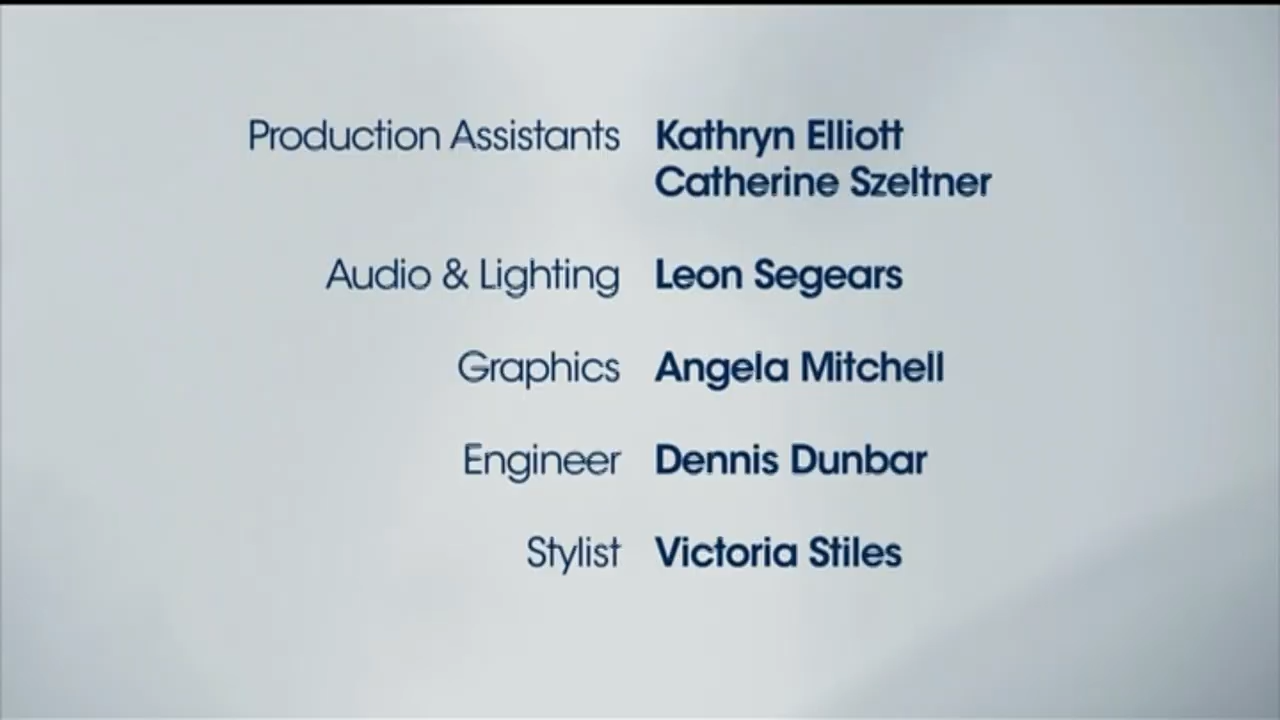 Production Assistants Kathryn Elliott
Catherine Szeltner
Audio & Lighting Leon Segears
Graphics Angela Mitchell
Engineer Dennis Dunbar
Stylist Victoria Stiles